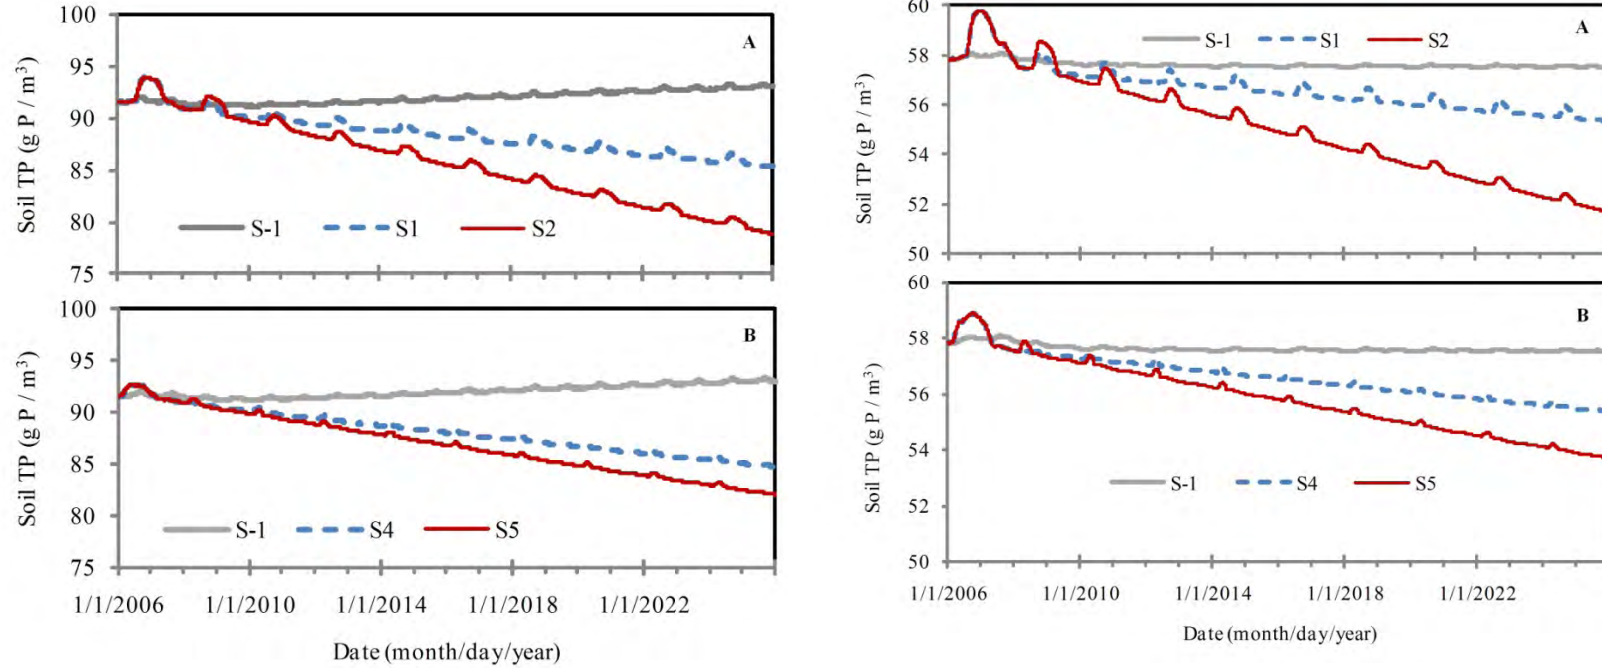 100
95
90
85
80
75
Soil TP (g P / m³)
A
S-1 S1 S2
100
95
90
85
80
75
Soil TP (g P / m³)
B
S-1 S4 S5
1/1/2006 1/1/2010 1/1/2014 1/1/2018 1/1/2022
Date (month/day/year)
60
58
56
54
52
50
Soil TP (g P / m³)
A
S-1 S1 S2
60
58
56
54
52
50
Soil TP (g P / m³)
B
S-1 S4 S5
1/1/2006 1/1/2010 1/1/2014 1/1/2018 1/1/2022
Date (month/day/year)